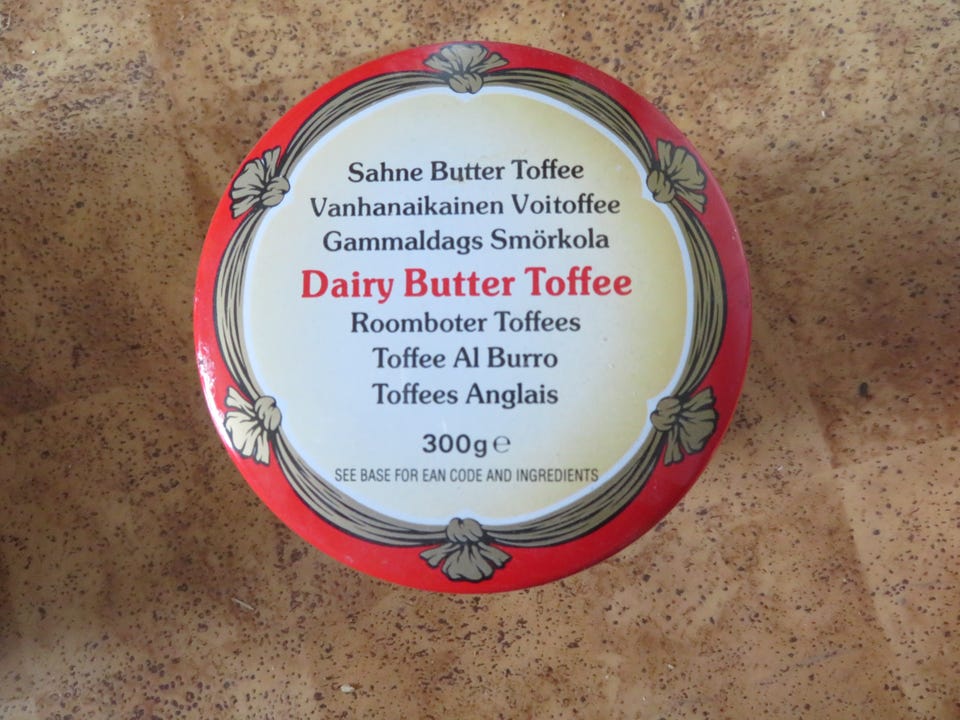 Sahne Butter Toffee
Vanhanaikainen Voitoffee
Gammaldags Smörkola
Dairy Butter Toffee
Roomboter Toffees
Toffee Al Burro
Toffees Anglais
300g℮
SEE BASE FOR EAN CODE AND INGREDIENTS